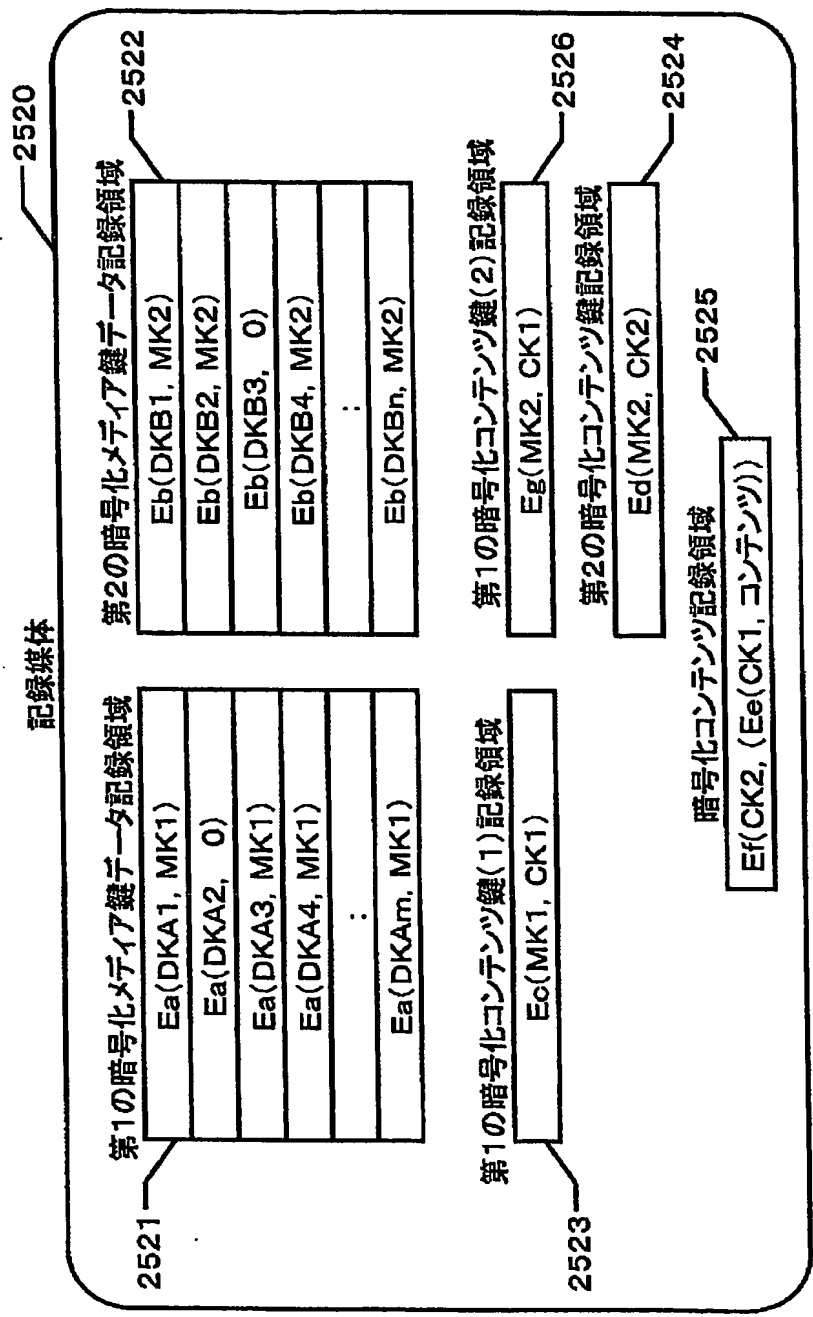 記録媒体
2520
第1の暗号化メディア鍵データ記録領域
2521
Ea(DKA1, MK1)
Ea(DKA2, 0)
Ea(DKA3, MK1)
Ea(DKA4, MK1)
:
Ea(DKAm, MK1)
第2の暗号化メディア鍵データ記録領域
2522
Eb(DKB1, MK2)
Eb(DKB2, MK2)
Eb(DKB3, 0)
Eb(DKB4, MK2)
:
Eb(DKBn, MK2)
第1の暗号化コンテンツ鍵(1)記録領域
2523
Ec(MK1, CK1)
第1の暗号化コンテンツ鍵(2)記録領域
2526
Eg(MK2, CK1)
第2の暗号化コンテンツ鍵記録領域
2524
Ed(MK2, CK2)
暗号化コンテンツ記録領域
2525
Ef(CK2, (Ee(CK1, コンテンツ))